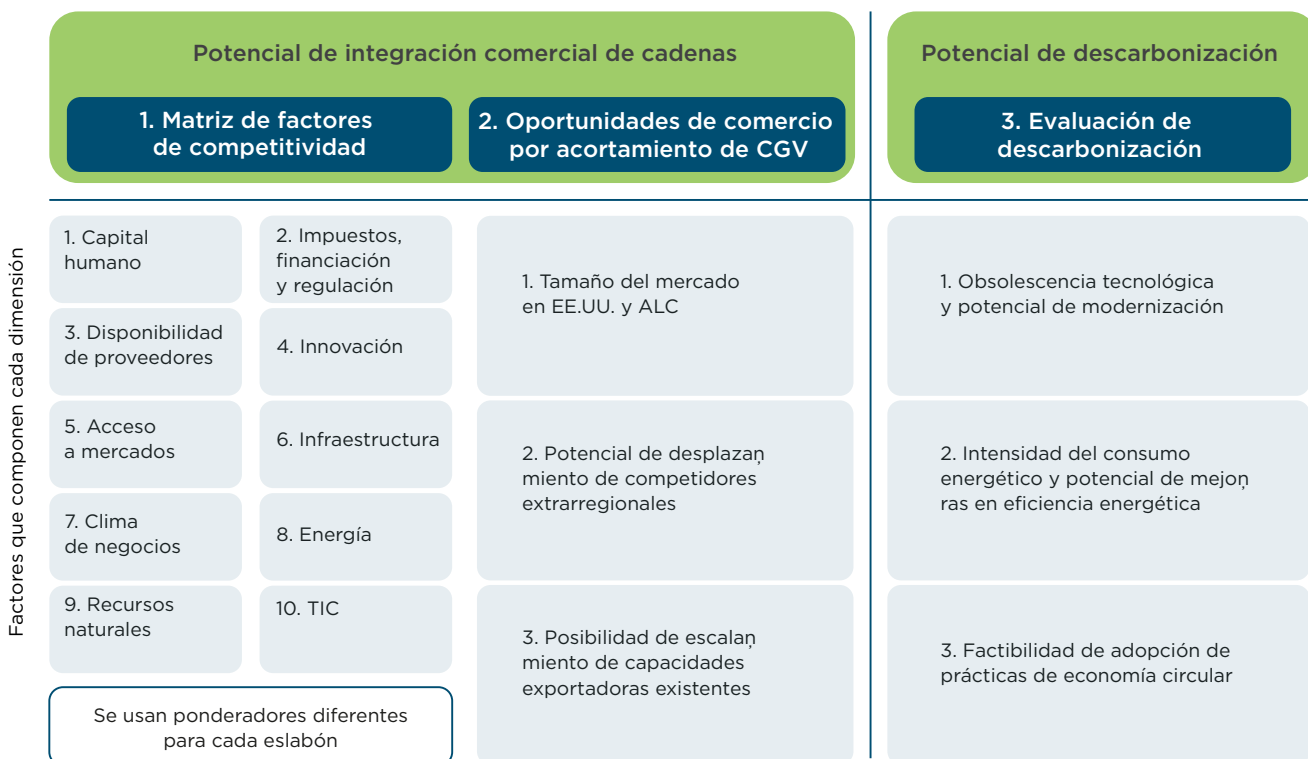 Potencial de integración comercial de cadenas
Potencial de descarbonización
1. Matriz de factores
de competitividad
2. Oportunidades de comercio
por acortamiento de CGV
3. Evaluación de
descarbonización
Factores que componen cada dimensión
1. Capital
humano
2. Impuestos,
financiación
y regulación
3. Disponibilidad
de proveedores
4. Innovación
5. Acceso
a mercados
6. Infraestructura
7. Clima
de negocios
8. Energía
9. Recursos
naturales
10. TIC
Se usan ponderadores diferentes
para cada eslabón
1. Tamaño del mercado
en EE.UU. y ALC
2. Potencial de desplazaņ
miento de competidores
extrarregionales
3. Posibilidad de escalaņ
miento de capacidades
exportadoras existentes
1. Obsolescencia tecnológica
y potencial de modernización
2. Intensidad del consumo
energético y potencial de mejoņ
ras en eficiencia energética
3. Factibilidad de adopción de
prácticas de economía circular